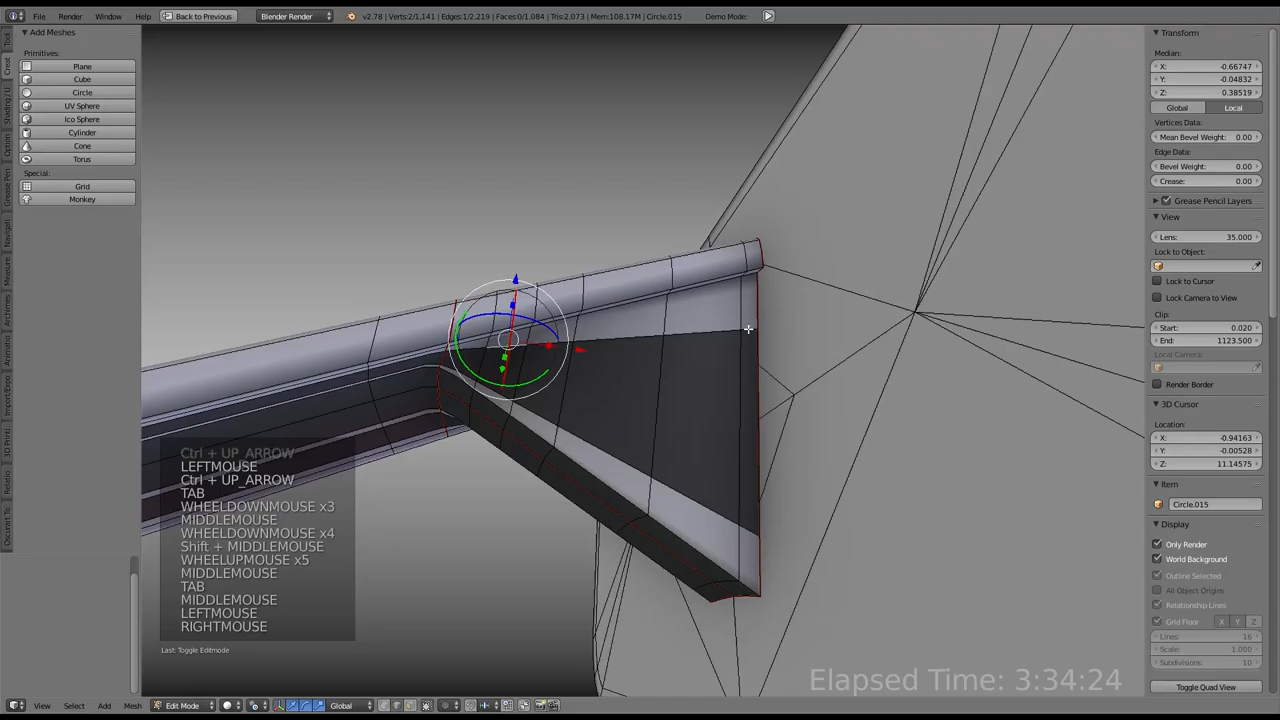 File Render Window Help Back to Previous Blender Render v2.78 | Verts:2/1,141 | Edges:1/2,219 | Faces:0/1,084 | Tris:2,073 | Mem:108.17M | Circle.015 Demo Mode:
Add Meshes
Primitives:
Plane
Cube
Circle
UV Sphere
Ico Sphere
Cylinder
Cone
Torus
Special:
Grid
Monkey
Ctrl + UP_ARROW
LEFTMOUSE
Ctrl + UP_ARROW
TAB
WHEELDOWNMOUSE x3
MIDDLEMOUSE
WHEELDOWNMOUSE x4
Shift + MIDDLEMOUSE
WHEELUPMOUSE x5
MIDDLEMOUSE
TAB
MIDDLEMOUSE
LEFTMOUSE
RIGHTMOUSE
Last: Toggle Editmode
Elapsed Time: 3:34:24
Transform
Median:
X: -0.66747
Y: -0.04832
Z: 0.38519
Global Local
Vertices Data:
Mean Bevel Weight: 0.00
Edge Data:
Bevel Weight: 0.00
Crease: 0.00
Grease Pencil Layers
View
Lens: 35.000
Lock to Object:
Lock to Cursor
Lock Camera to View
Clip:
Start: 0.020
End: 1123.500
Local Camera:
Render Border
3D Cursor
Location:
X: -0.94163
Y: -0.00528
Z: 11.14575
Item
Circle.015
Display
Only Render
World Background
Outline Selected
All Object Origins
Relationship Lines
Grid Floor X Y Z
Lines: 16
Scale: 1.000
Subdivisions: 10
Toggle Quad View
View Select Add Mesh Edit Mode Global